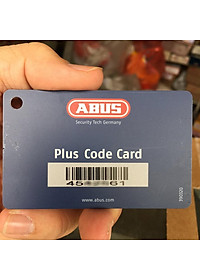 ABUS
Security Tech Germany
Plus Code Card
www.abus.com